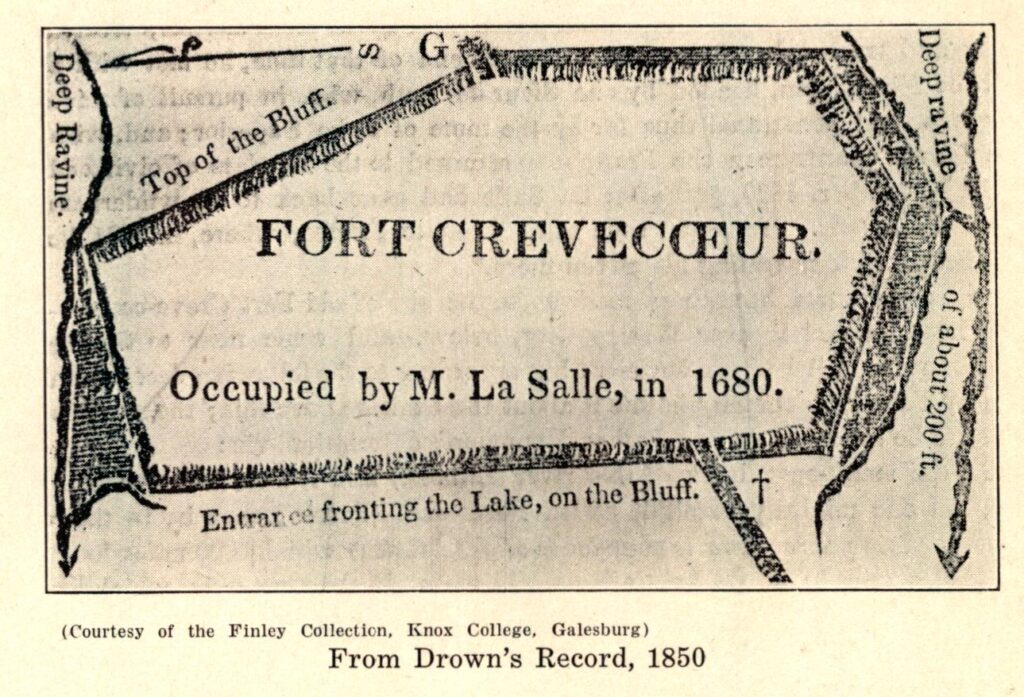 Deep Ravine.
S
G
Top of the Bluff.
Deep ravine
of about 200 ft.
FORT CREVECŒUR.
Occupied by M. La Salle, in 1680.
Entrance fronting the Lake, on the Bluff.
(Courtesy of the Finley Collection, Knox College, Galesburg)
From Drown's Record, 1850